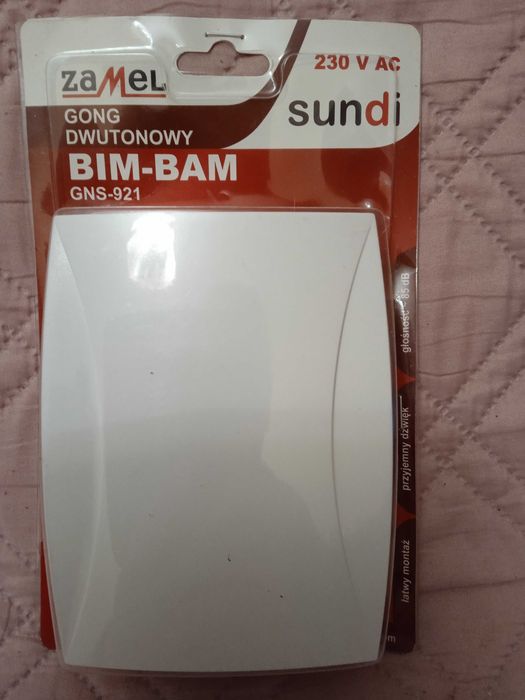 ZAMEL
230 V AC
sundi
GONG
DWUTONOWY
BIM-BAM
GNS-921
głośność ~ 85 dB
przyjemny dźwięk
łatwy montaż